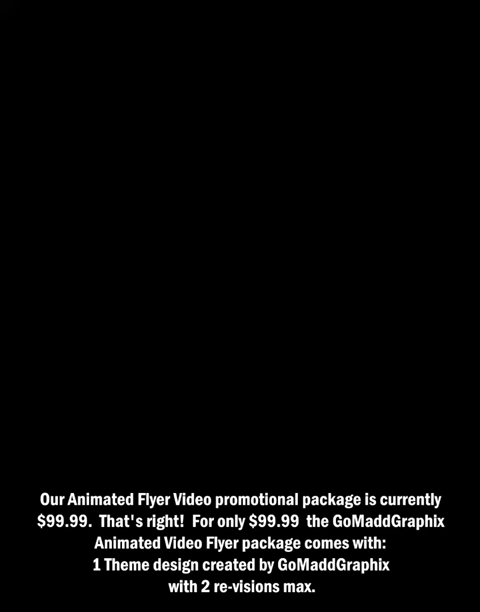 Our Animated Flyer Video promotional package is currently
$99.99.  That's right!  For only $99.99  the GoMaddGraphix
Animated Video Flyer package comes with:
1 Theme design created by GoMaddGraphix
with 2 re-visions max.